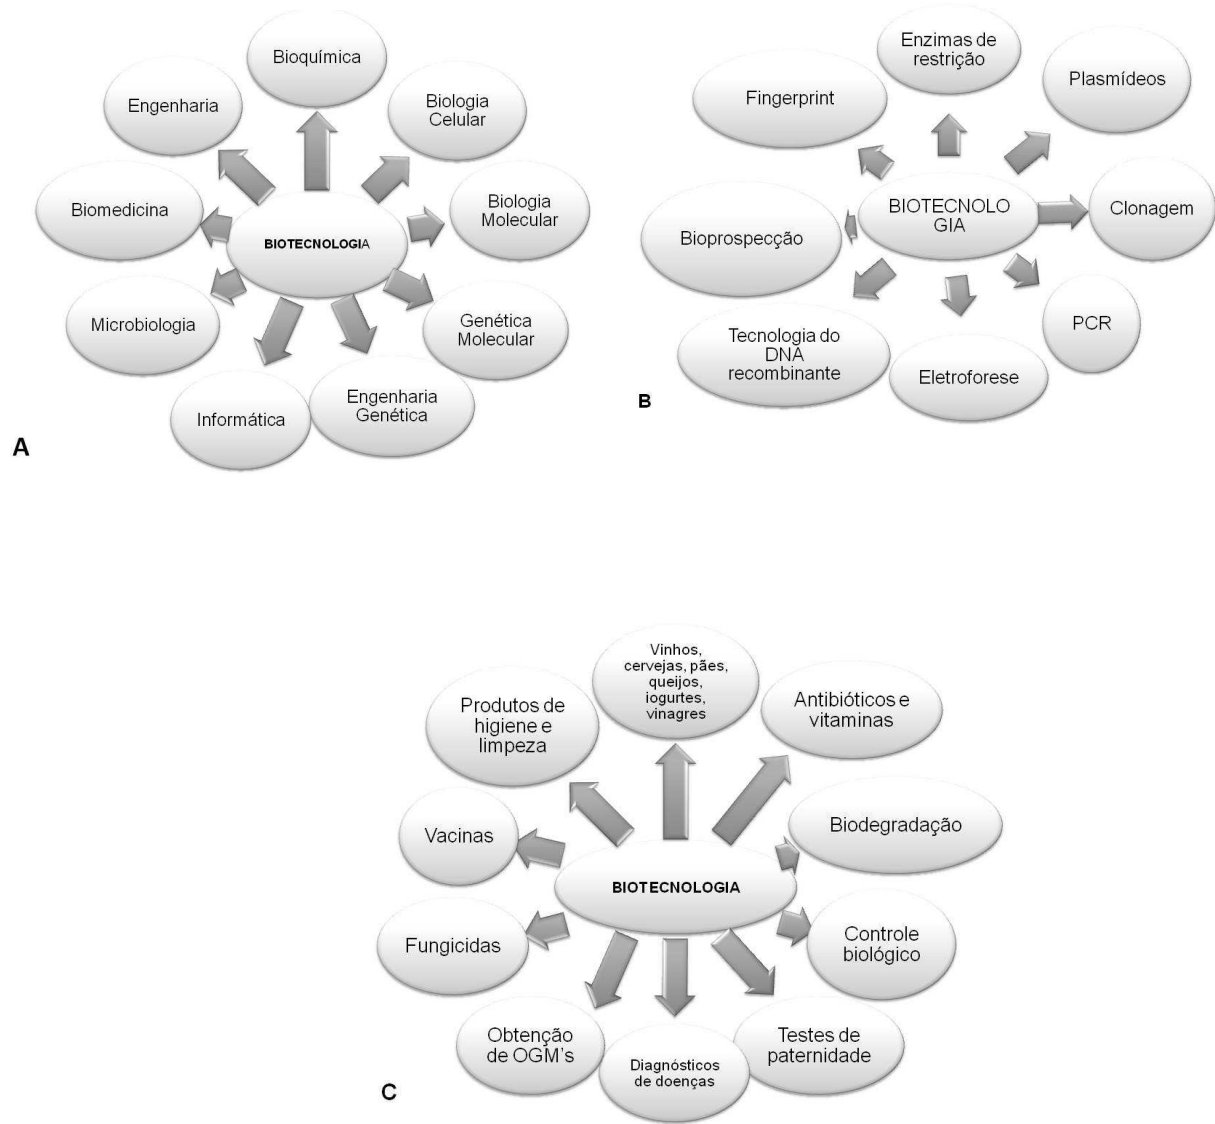 Bioquímica
Engenharia
Biologia
Celular
Biomedicina
Biologia
Molecular
BIOTECNOLOGIA
Microbiologia
Genética
Molecular
Informática
Engenharia
Genética
A
Enzimas de
restrição
Fingerprint
Plasmídeos
Bioprospecção
BIOTECNOLO
GIA
Clonagem
Tecnologia do
DNA
recombinante
Eletroforese
PCR
B
Vinhos,
cervejas, pães,
queijos,
iogurtes,
vinagres
Produtos de
higiene e
limpeza
Antibióticos e
vitaminas
Vacinas
Biodegradação
BIOTECNOLOGIA
Fungicidas
Controle
biológico
Obtenção
de OGM's
Diagnósticos
de doenças
Testes de
paternidade
C